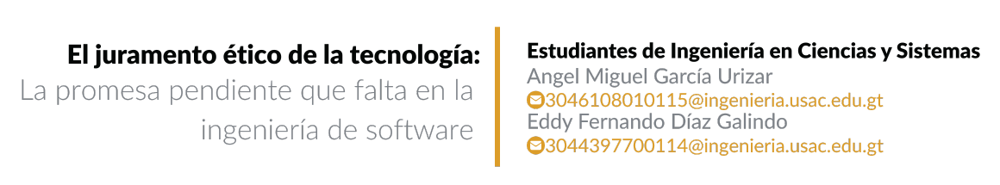 El juramento ético de la tecnología:
La promesa pendiente que falta en la
ingeniería de software
Estudiantes de Ingeniería en Ciencias y Sistemas
Angel Miguel García Urizar
3046108010115@ingenieria.usac.edu.gt
Eddy Fernando Díaz Galindo
3044397700114@ingenieria.usac.edu.gt